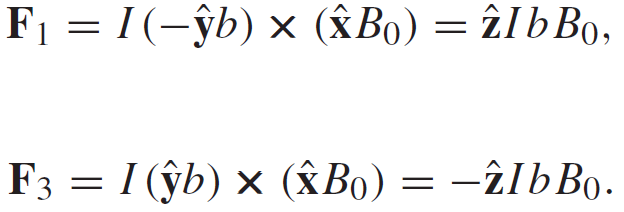 F₁ = I(−ŷb) × (x̂B₀) = ẑIbB₀,
F₃ = I(ŷb) × (x̂B₀) = −ẑIbB₀.